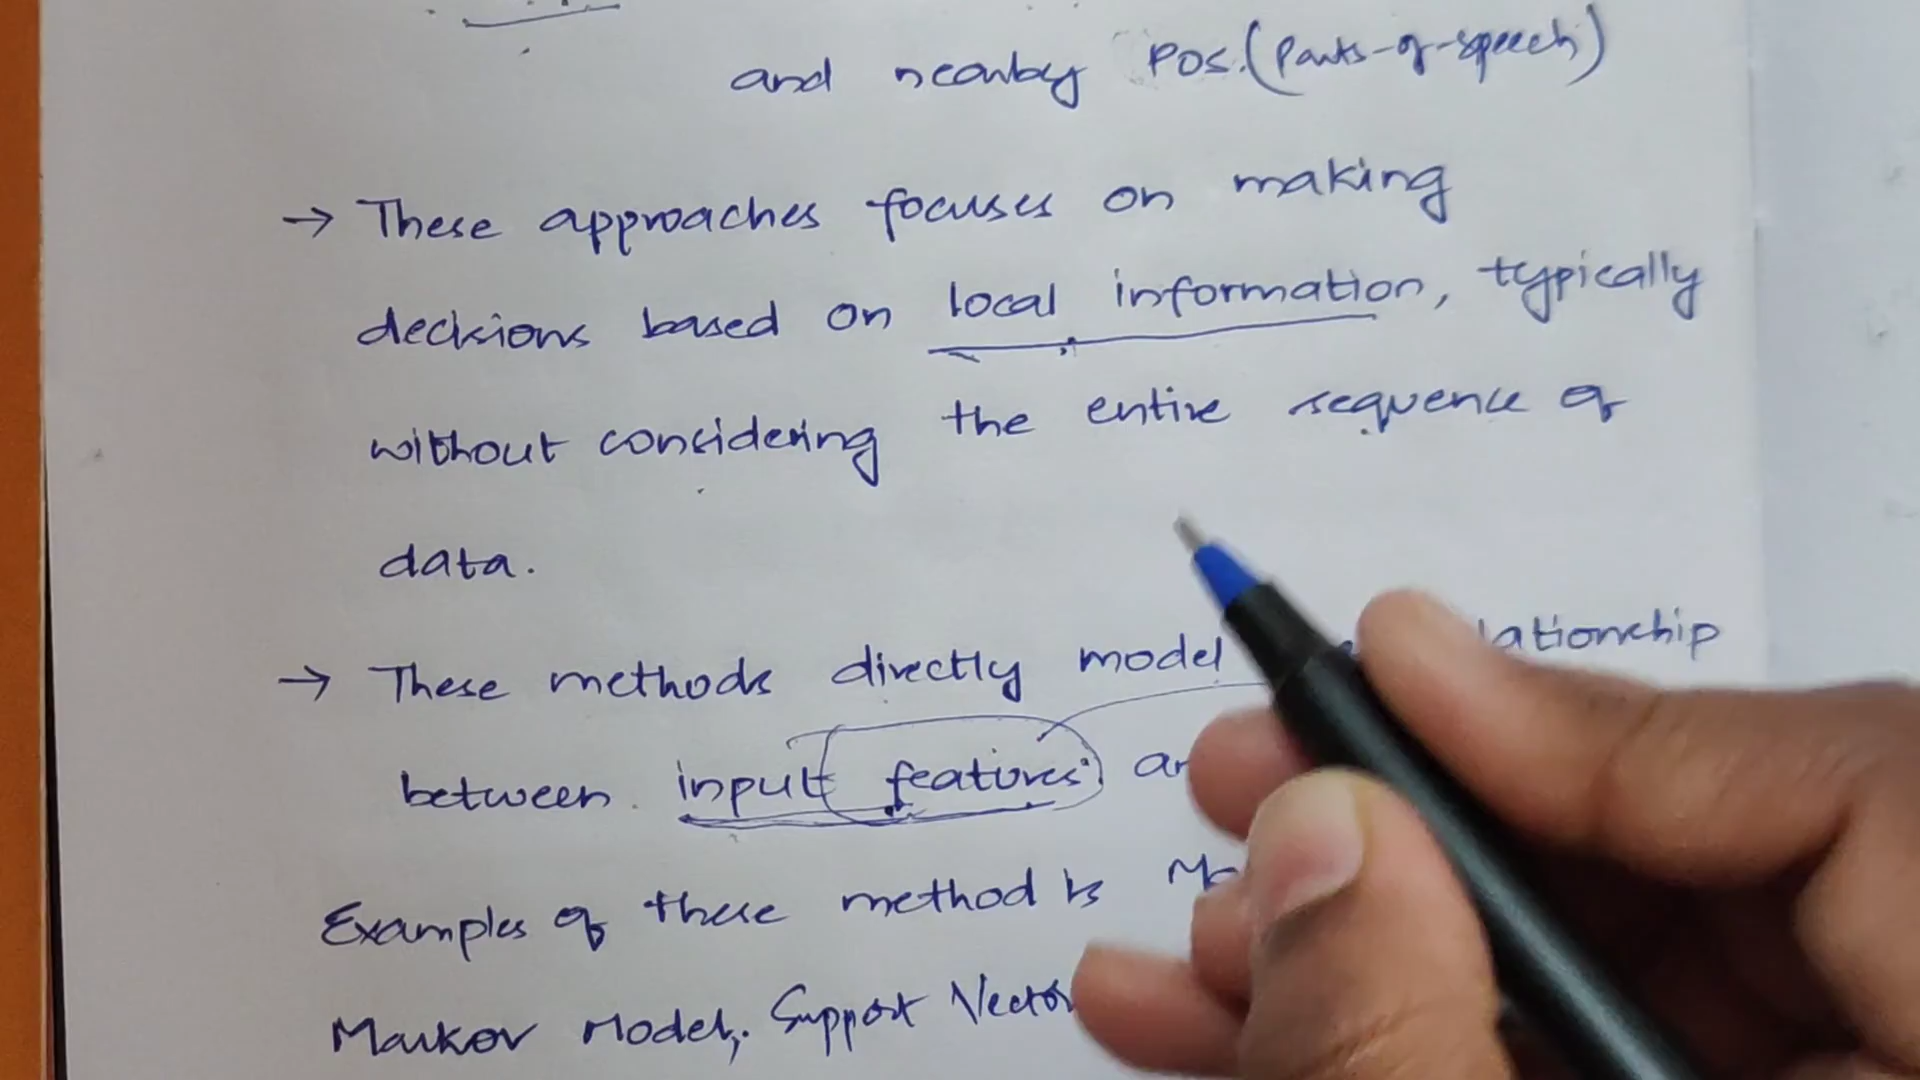 and nearby POS.(Parts-of-speech)
→ These approaches focuses on making
decisions based on local information, typically
without considering the entire sequence of
data.
→ These methods directly model lationship
between input features
Examples of these method is
Markov Model, Support Vector